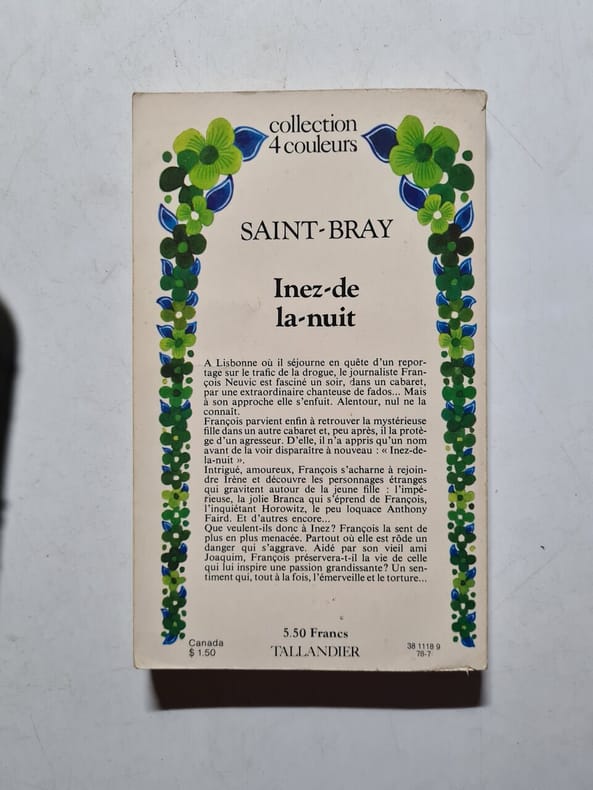 collection
4 couleurs
SAINT-BRAY
Inez-de
la-nuit
A Lisbonne où il séjourne en quête d'un repor-
tage sur le trafic de la drogue, le journaliste Fran-
çois Neuvic est fasciné un soir, dans un cabaret,
par une extraordinaire chanteuse de fados... Mais
à son approche elle s'enfuit. Alentour, nul ne la
connaît.
François parvient enfin à retrouver la mystérieuse
fille dans un autre cabaret et, peu après, il la protè-
ge d'un agresseur. D'elle, il n'a appris qu'un nom
avant de la voir disparaître à nouveau : « Inez-de-
la-nuit ».
Intrigué, amoureux, François s'acharne à rejoin-
dre Irène et découvre les personnages étranges
qui gravitent autour de la jeune fille : l'impé-
rieuse, la jolie Branca qui s'éprend de François,
l'inquiétant Horowitz, le peu loquace Anthony
Faird. Et d'autres encore...
Que veulent-ils donc à Inez ? François la sent de
plus en plus menacée. Partout où elle est rôde un
danger qui s'aggrave. Aidé par son vieil ami
Joaquim, François préservera-t-il la vie de celle
qui lui inspire une passion grandissante ? Un sen-
timent qui, tout à la fois, l'émerveille et le torture...
Canada
$ 1.50
5.50 Francs
TALLANDIER
38 1118 9
78-7